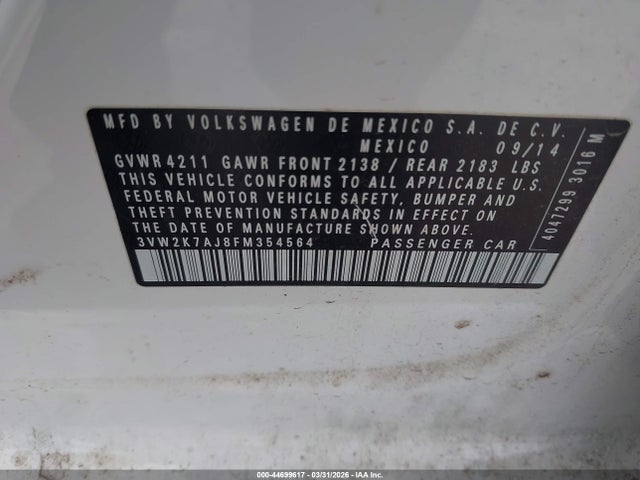 MFD BY VOLKSWAGEN DE MEXICO S.A. DE C.V.
MEXICO 09/14
GVWR 4211 GAWR FRONT 2138 / REAR 2183 LBS
THIS VEHICLE CONFORMS TO ALL APPLICABLE U.S.
FEDERAL MOTOR VEHICLE SAFETY, BUMPER AND
THEFT PREVENTION STANDARDS IN EFFECT ON
THE DATE OF MANUFACTURE SHOWN ABOVE.
3VW2K7AJ8FM354564 PASSENGER CAR
4047299 3016 M
000-44699617 - 03/31/2026 - IAAI Inc.